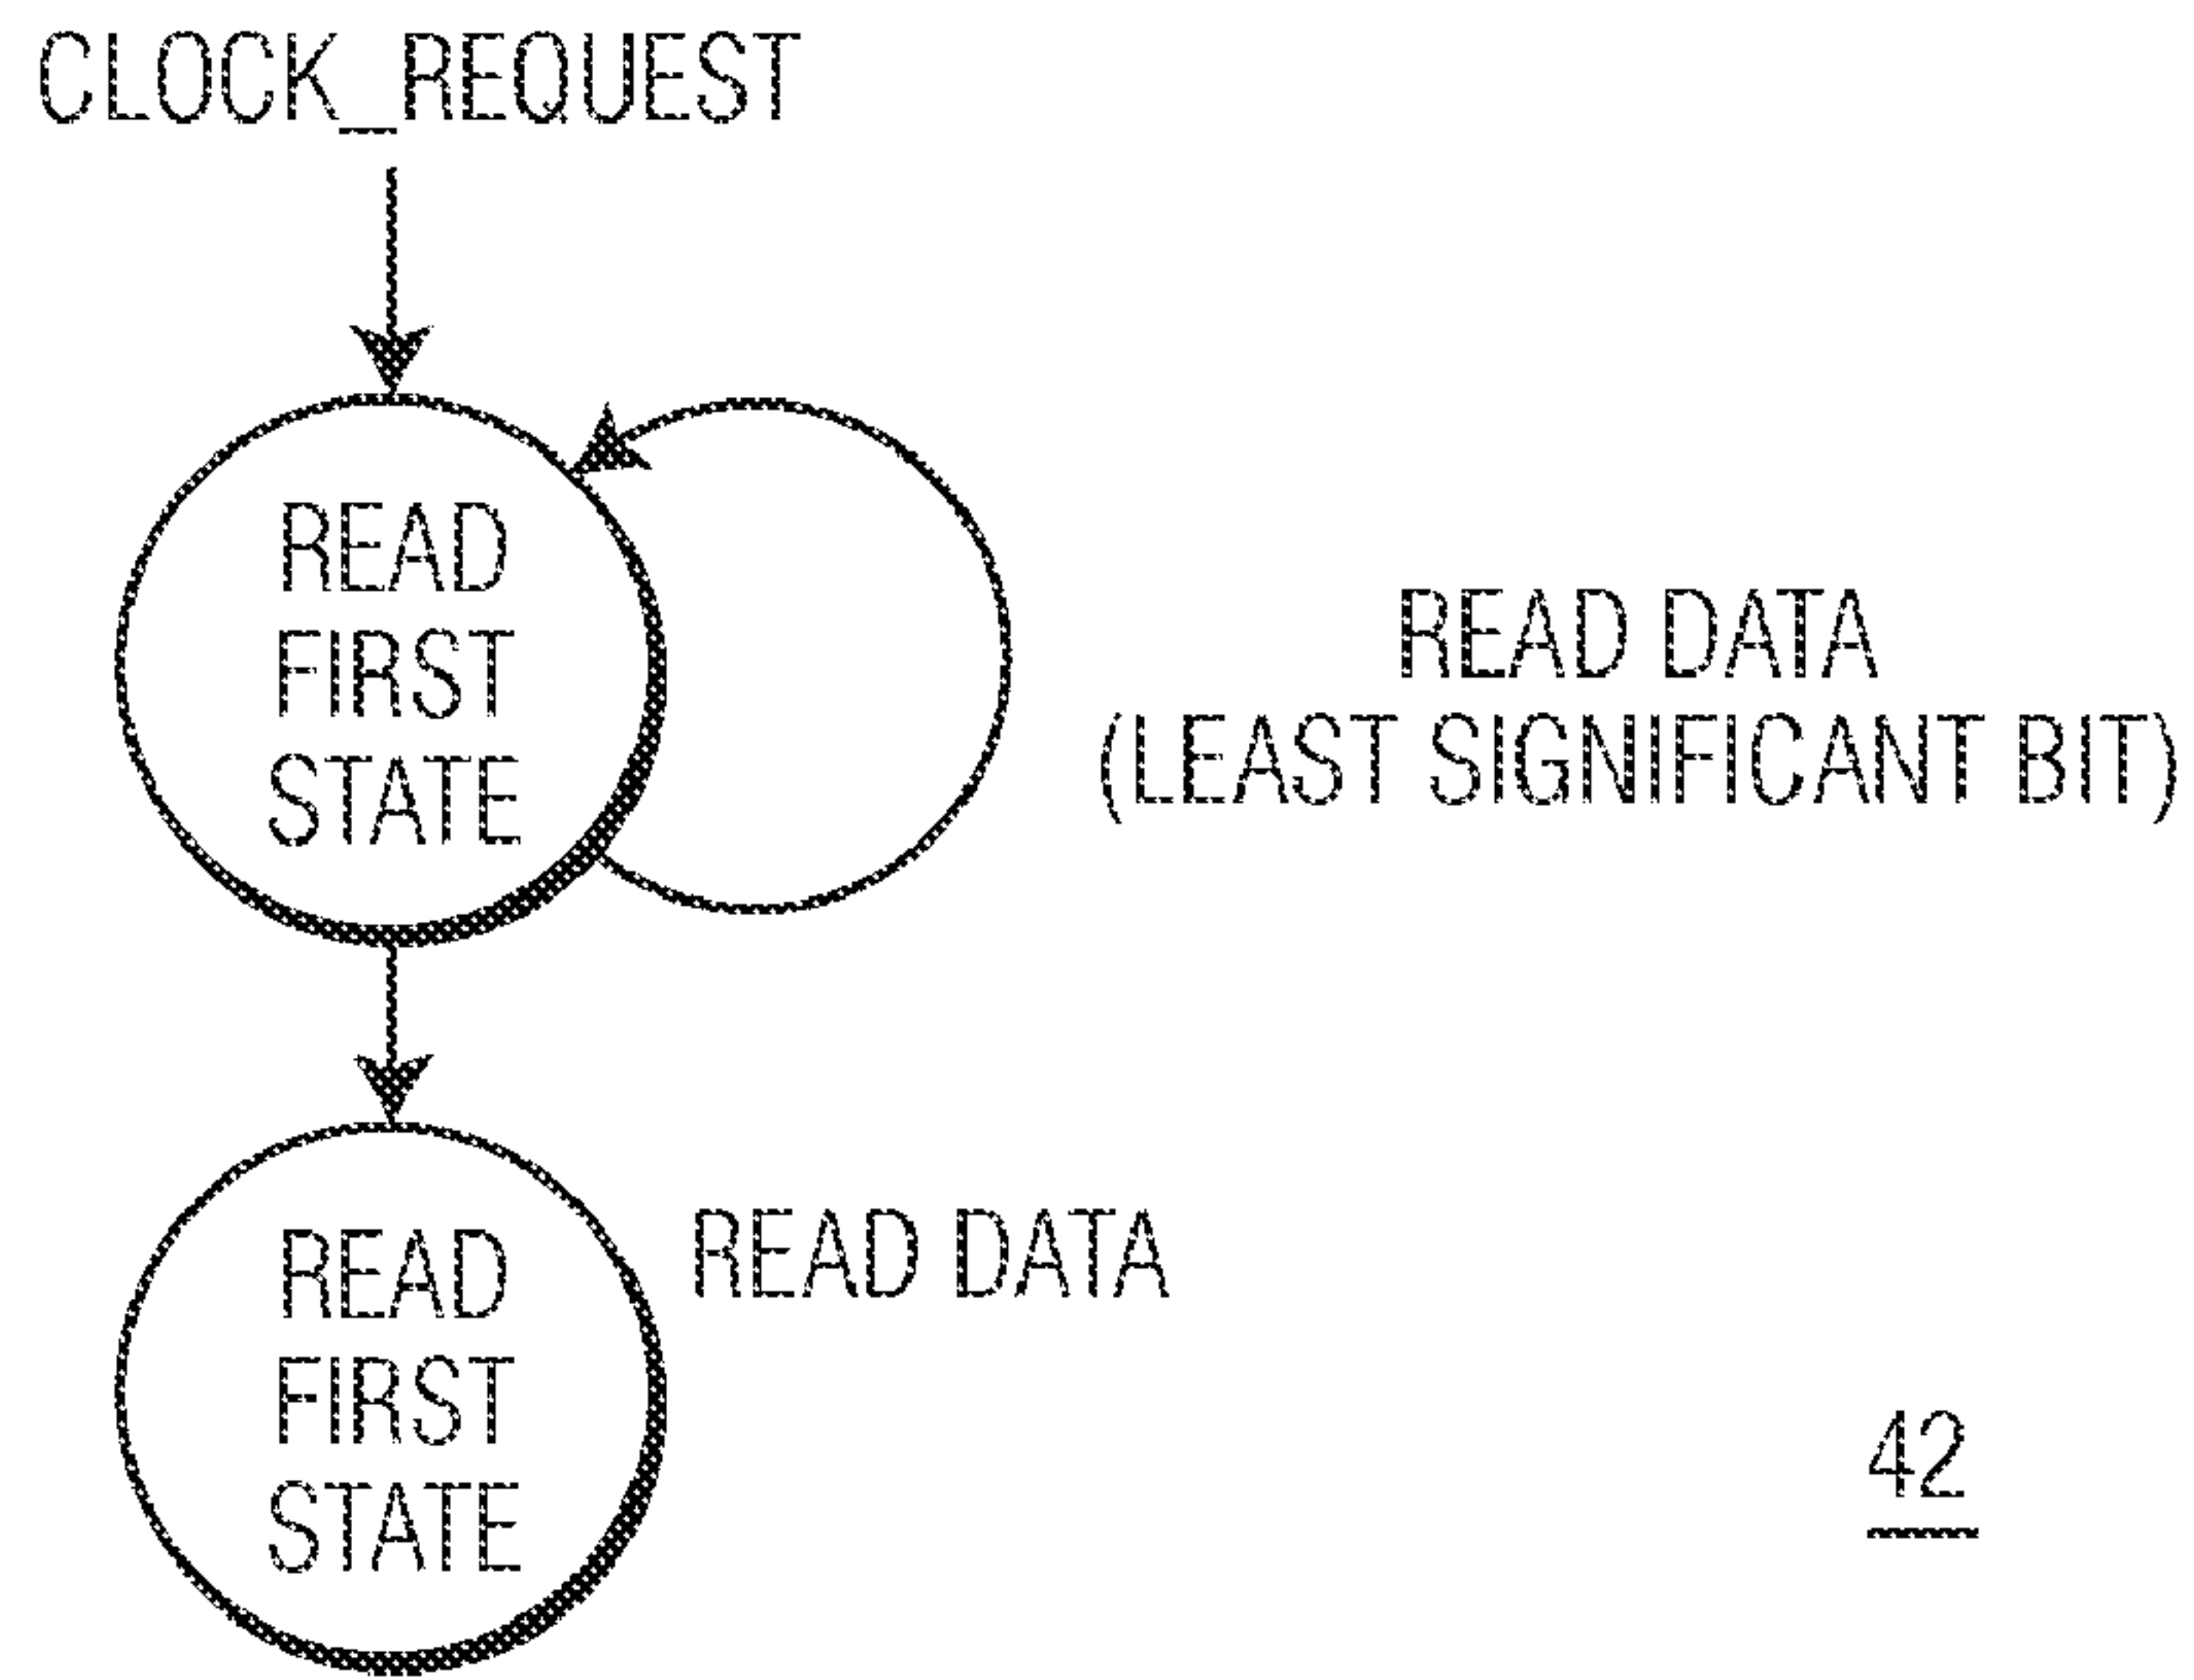 CLOCK_REQUEST
READ
FIRST
STATE
READ DATA
(LEAST SIGNIFICANT BIT)
READ
FIRST
STATE
READ DATA
42